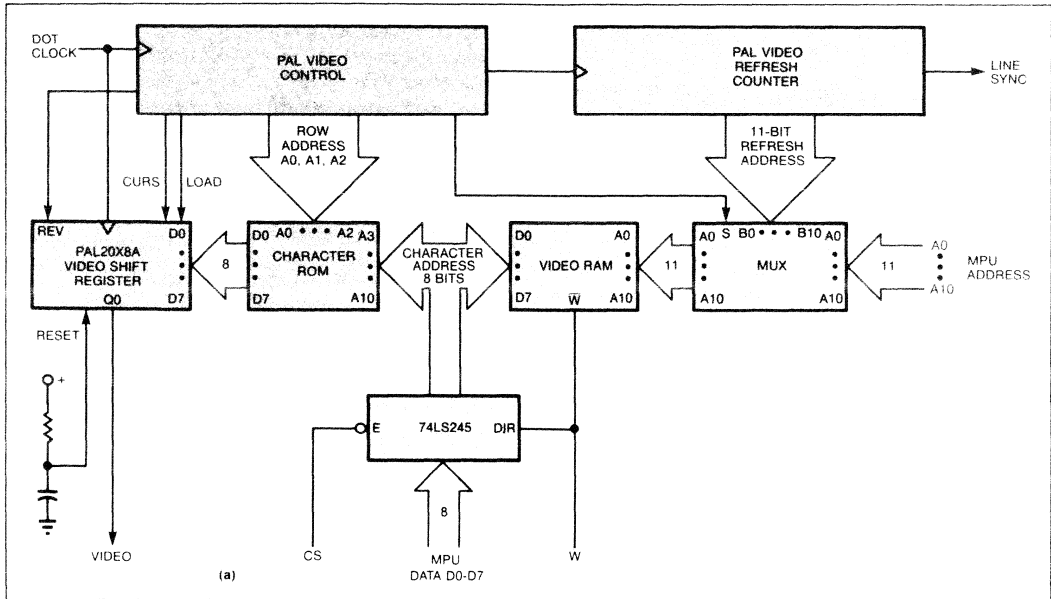 DOT
CLOCK
PAL VIDEO
CONTROL
PAL VIDEO
REFRESH
COUNTER
LINE
SYNC
ROW
ADDRESS
A0, A1, A2
11-BIT
REFRESH
ADDRESS
CURS
LOAD
REV D0
PAL20X8A
VIDEO SHIFT
REGISTER
Q0 D7
8
D0 A0 A2 A3
CHARACTER
ROM
D7 A10
CHARACTER
ADDRESS
8 BITS
D0 A0
VIDEO RAM
D7 W A10
11
A0 S B0 B10 A0
MUX
A10 A10
11
A0
A10
MPU
ADDRESS
RESET
+
E 74LS245 DIR
8
VIDEO
CS
MPU
DATA D0-D7
W
(a)